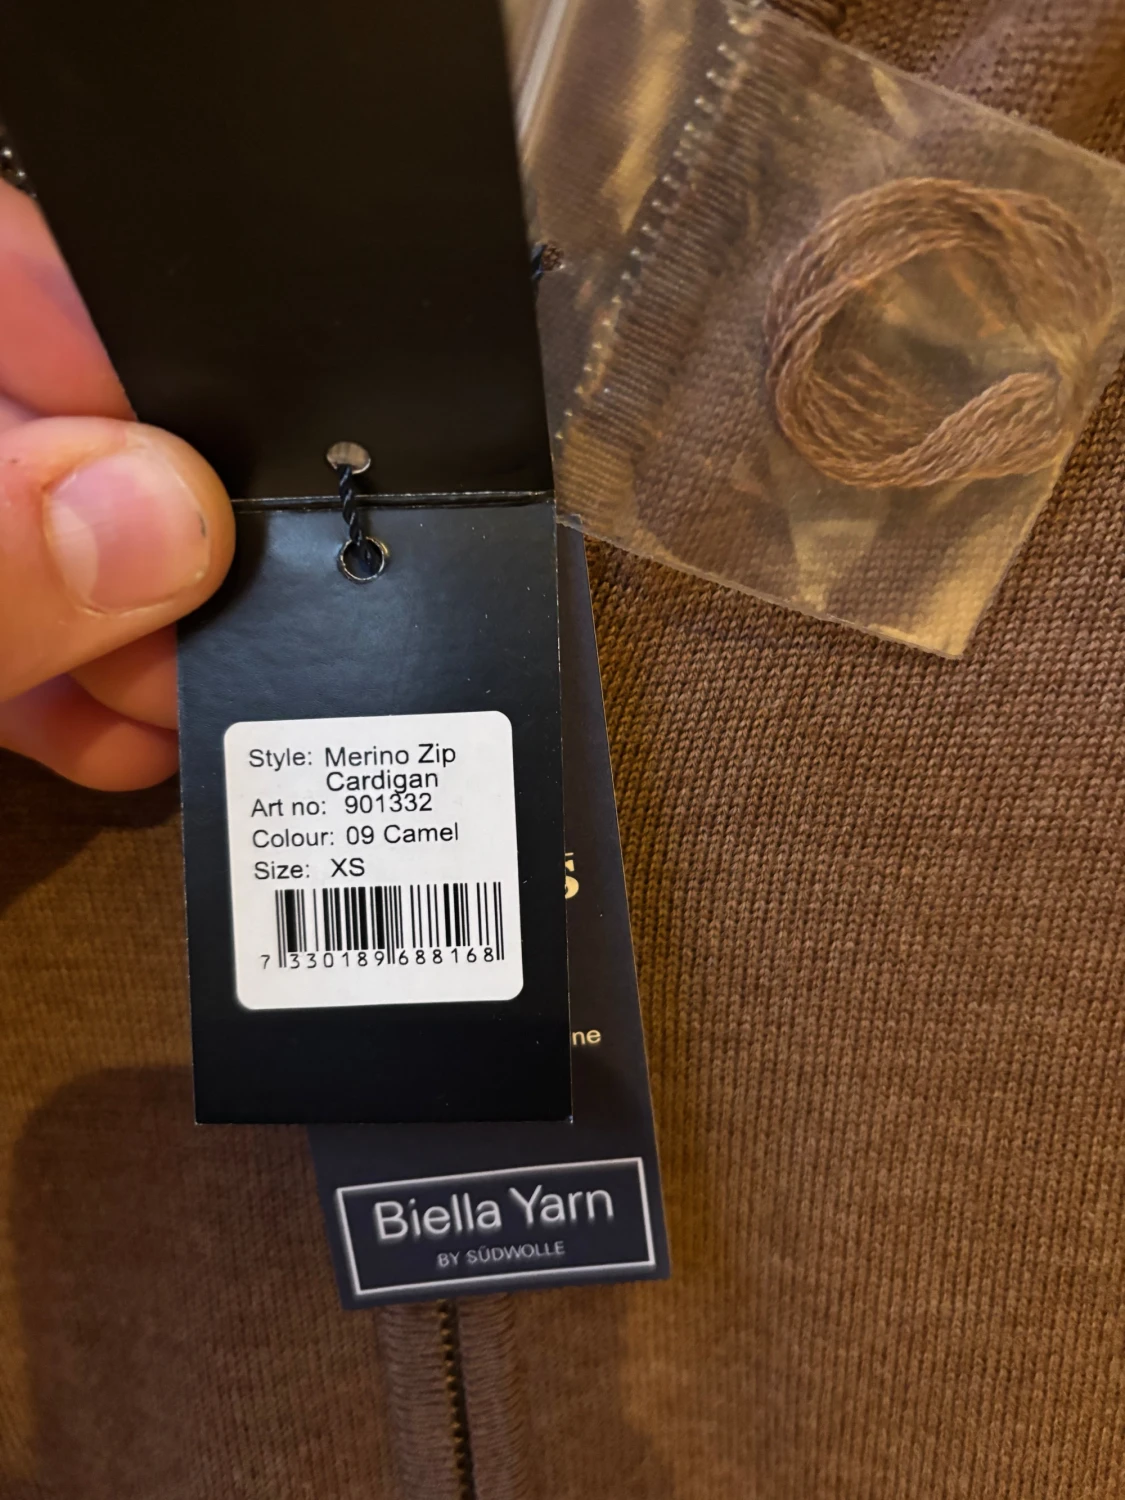 Style: Merino Zip
Cardigan
Art no: 901332
Colour: 09 Camel
Size: XS
7 330189 688168
Biella Yarn
BY SÜDWOLLE